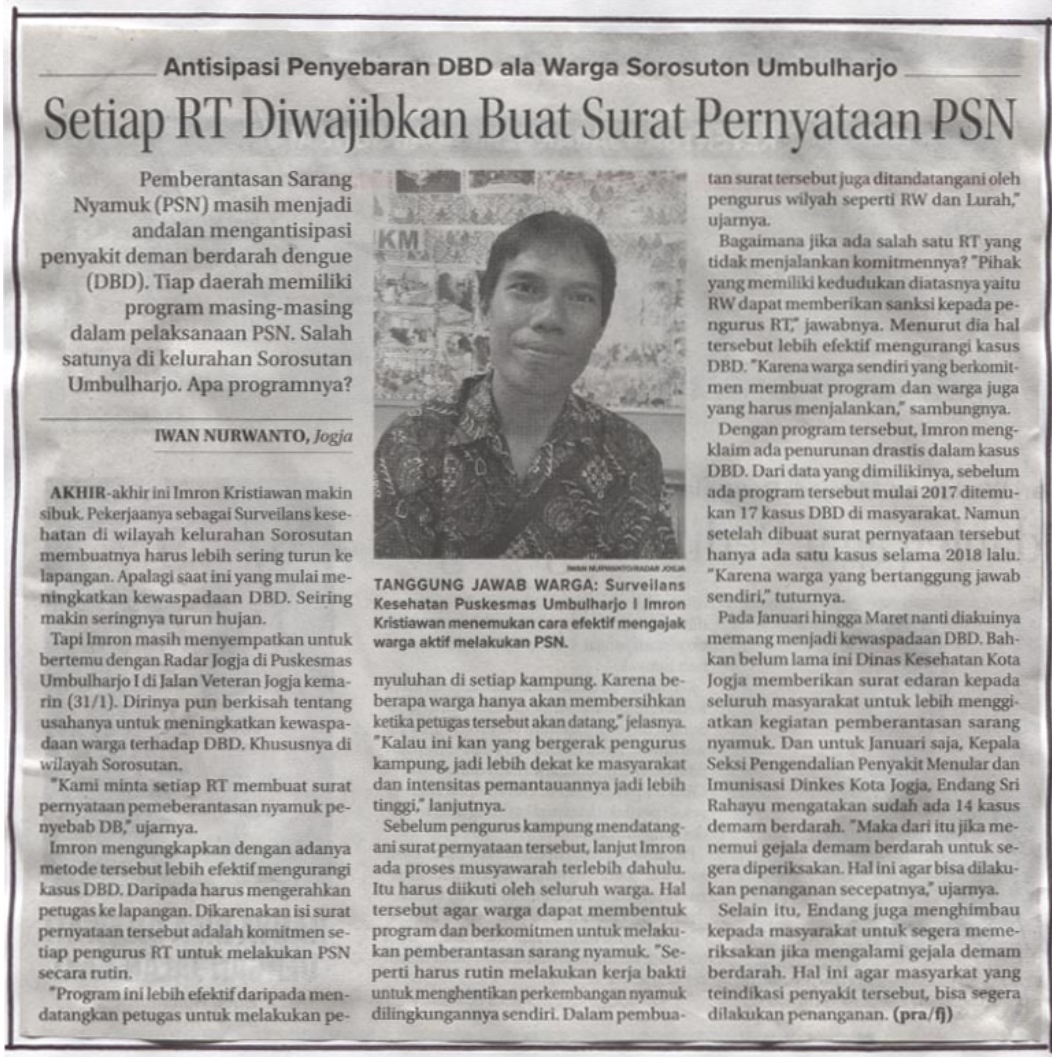 Antisipasi Penyebaran DBD ala Warga Sorosuton Umbulharjo
Setiap RT Diwajibkan Buat Surat Pernyataan PSN
Pemberantasan Sarang
Nyamuk (PSN) masih menjadi
andalan mengantisipasi
penyakit deman berdarah dengue
(DBD). Tiap daerah memiliki
program masing-masing
dalam pelaksanaan PSN. Salah
satunya di kelurahan Sorosutan
Umbulharjo. Apa programnya?
IWAN NURWANTO, Jogja
AKHIR-akhir ini Imron Kristiawan makin
sibuk. Pekerjaanya sebagai Surveilans kese-
hatan di wilayah kelurahan Sorosutan
membuatnya harus lebih sering turun ke
lapangan. Apalagi saat ini yang mulai me-
ningkatkan kewaspadaan DBD. Seiring
makin seringnya turun hujan.
Tapi Imron masih menyempatkan untuk
bertemu dengan Radar Jogja di Puskesmas
Umbulharjo I di Jalan Veteran Jogja kema-
rin (31/1). Dirinya pun berkisah tentang
usahanya untuk meningkatkan kewaspa-
daan warga terhadap DBD. Khususnya di
wilayah Sorosutan.
"Kami minta setiap RT membuat surat
pernyataan pemeberantasan nyamuk pe-
nyebab DB," ujarnya.
Imron mengungkapkan dengan adanya
metode tersebut lebih efektif mengurangi
kasus DBD. Daripada harus mengerahkan
petugas ke lapangan. Dikarenakan isi surat
pernyataan tersebut adalah komitmen se-
tiap pengurus RT untuk melakukan PSN
secara rutin.
"Program ini lebih efektif daripada men-
datangkan petugas untuk melakukan pe-
KM
IWAN NURWANTO/RADAR JOGJA
TANGGUNG JAWAB WARGA: Surveilans
Kesehatan Puskesmas Umbulharjo I Imron
Kristiawan menemukan cara efektif mengajak
warga aktif melakukan PSN.
nyuluhan di setiap kampung. Karena be-
berapa warga hanya akan membersihkan
ketika petugas tersebut akan datang," jelasnya.
"Kalau ini kan yang bergerak pengurus
kampung, jadi lebih dekat ke masyarakat
dan intensitas pemantauannya jadi lebih
tinggi," lanjutnya.
Sebelum pengurus kampung mendatang-
ani surat pernyataan tersebut, lanjut Imron
ada proses musyawarah terlebih dahulu.
Itu harus diikuti oleh seluruh warga. Hal
tersebut agar warga dapat membentuk
program dan berkomitmen untuk melaku-
kan pemberantasan sarang nyamuk. "Se-
perti harus rutin melakukan kerja bakti
untuk menghentikan perkembangan nyamuk
dilingkungannya sendiri. Dalam pembua-
tan surat tersebut juga ditandatangani oleh
pengurus wilyah seperti RW dan Lurah,"
ujarnya.
Bagaimana jika ada salah satu RT yang
tidak menjalankan komitmennya? "Pihak
yang memiliki kedudukan diatasnya yaitu
RW dapat memberikan sanksi kepada pe-
ngurus RT," jawabnya. Menurut dia hal
tersebut lebih efektif mengurangi kasus
DBD. "Karena warga sendiri yang berkomit-
men membuat program dan warga juga
yang harus menjalankan," sambungnya.
Dengan program tersebut, Imron meng-
klaim ada penurunan drastis dalam kasus
DBD. Dari data yang dimilikinya, sebelum
ada program tersebut mulai 2017 ditemu-
kan 17 kasus DBD di masyarakat. Namun
setelah dibuat surat pernyataan tersebut
hanya ada satu kasus selama 2018 lalu.
"Karena warga yang bertanggung jawab
sendiri," tuturnya.
Pada Januari hingga Maret nanti diakuinya
memang menjadi kewaspadaan DBD. Bah-
kan belum lama ini Dinas Kesehatan Kota
Jogja memberikan surat edaran kepada
seluruh masyarakat untuk lebih menggi-
atkan kegiatan pemberantasan sarang
nyamuk. Dan untuk Januari saja, Kepala
Seksi Pengendalian Penyakit Menular dan
Imunisasi Dinkes Kota Jogja, Endang Sri
Rahayu mengatakan sudah ada 14 kasus
demam berdarah. "Maka dari itu jika me-
nemui gejala demam berdarah untuk se-
gera diperiksakan. Hal ini agar bisa dilaku-
kan penanganan secepatnya," ujarnya.
Selain itu, Endang juga menghimbau
kepada masyarakat untuk segera meme-
riksakan jika mengalami gejala demam
berdarah. Hal ini agar masyarkat yang
teindikasi penyakit tersebut, bisa segera
dilakukan penanganan. (pra/fj)